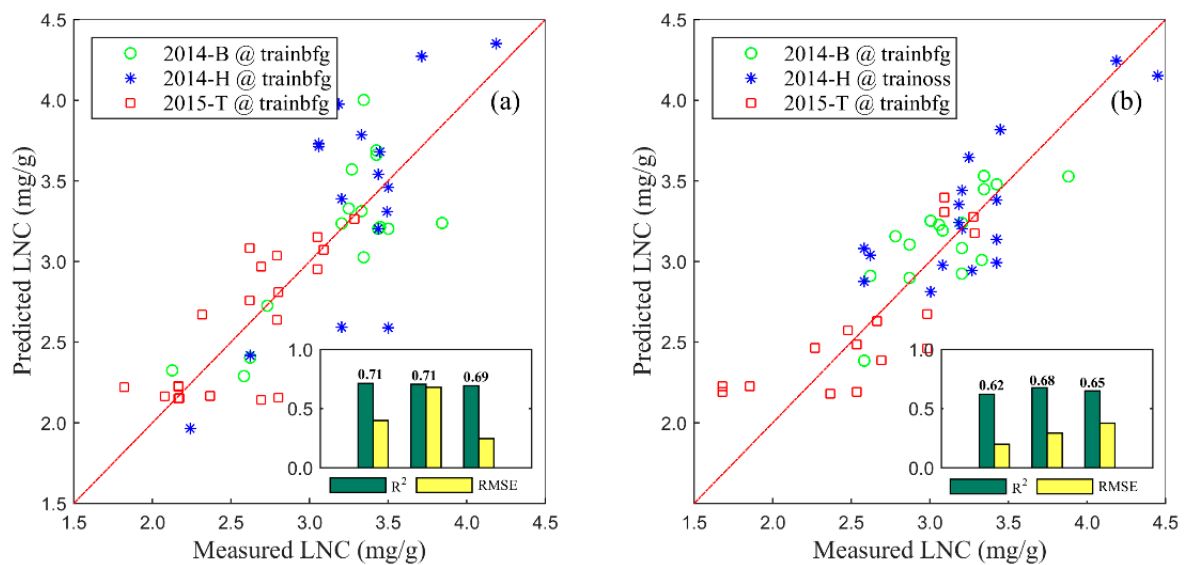 4.5
4.0
3.5
3.0
2.5
2.0
1.5
Predicted LNC (mg/g)
2014-B @ trainbfg
2014-H @ trainbfg
2015-T @ trainbfg
(a)
1.0
0.5
0.0
0.71
0.71
0.69
R²
RMSE
1.5
2.0
2.5
3.0
3.5
4.0
4.5
Measured LNC (mg/g)
4.5
4.0
3.5
3.0
2.5
2.0
1.5
Predicted LNC (mg/g)
2014-B @ trainbfg
2014-H @ trainoss
2015-T @ trainbfg
(b)
1.0
0.5
0.0
0.62
0.68
0.65
R²
RMSE
1.5
2.0
2.5
3.0
3.5
4.0
4.5
Measured LNC (mg/g)